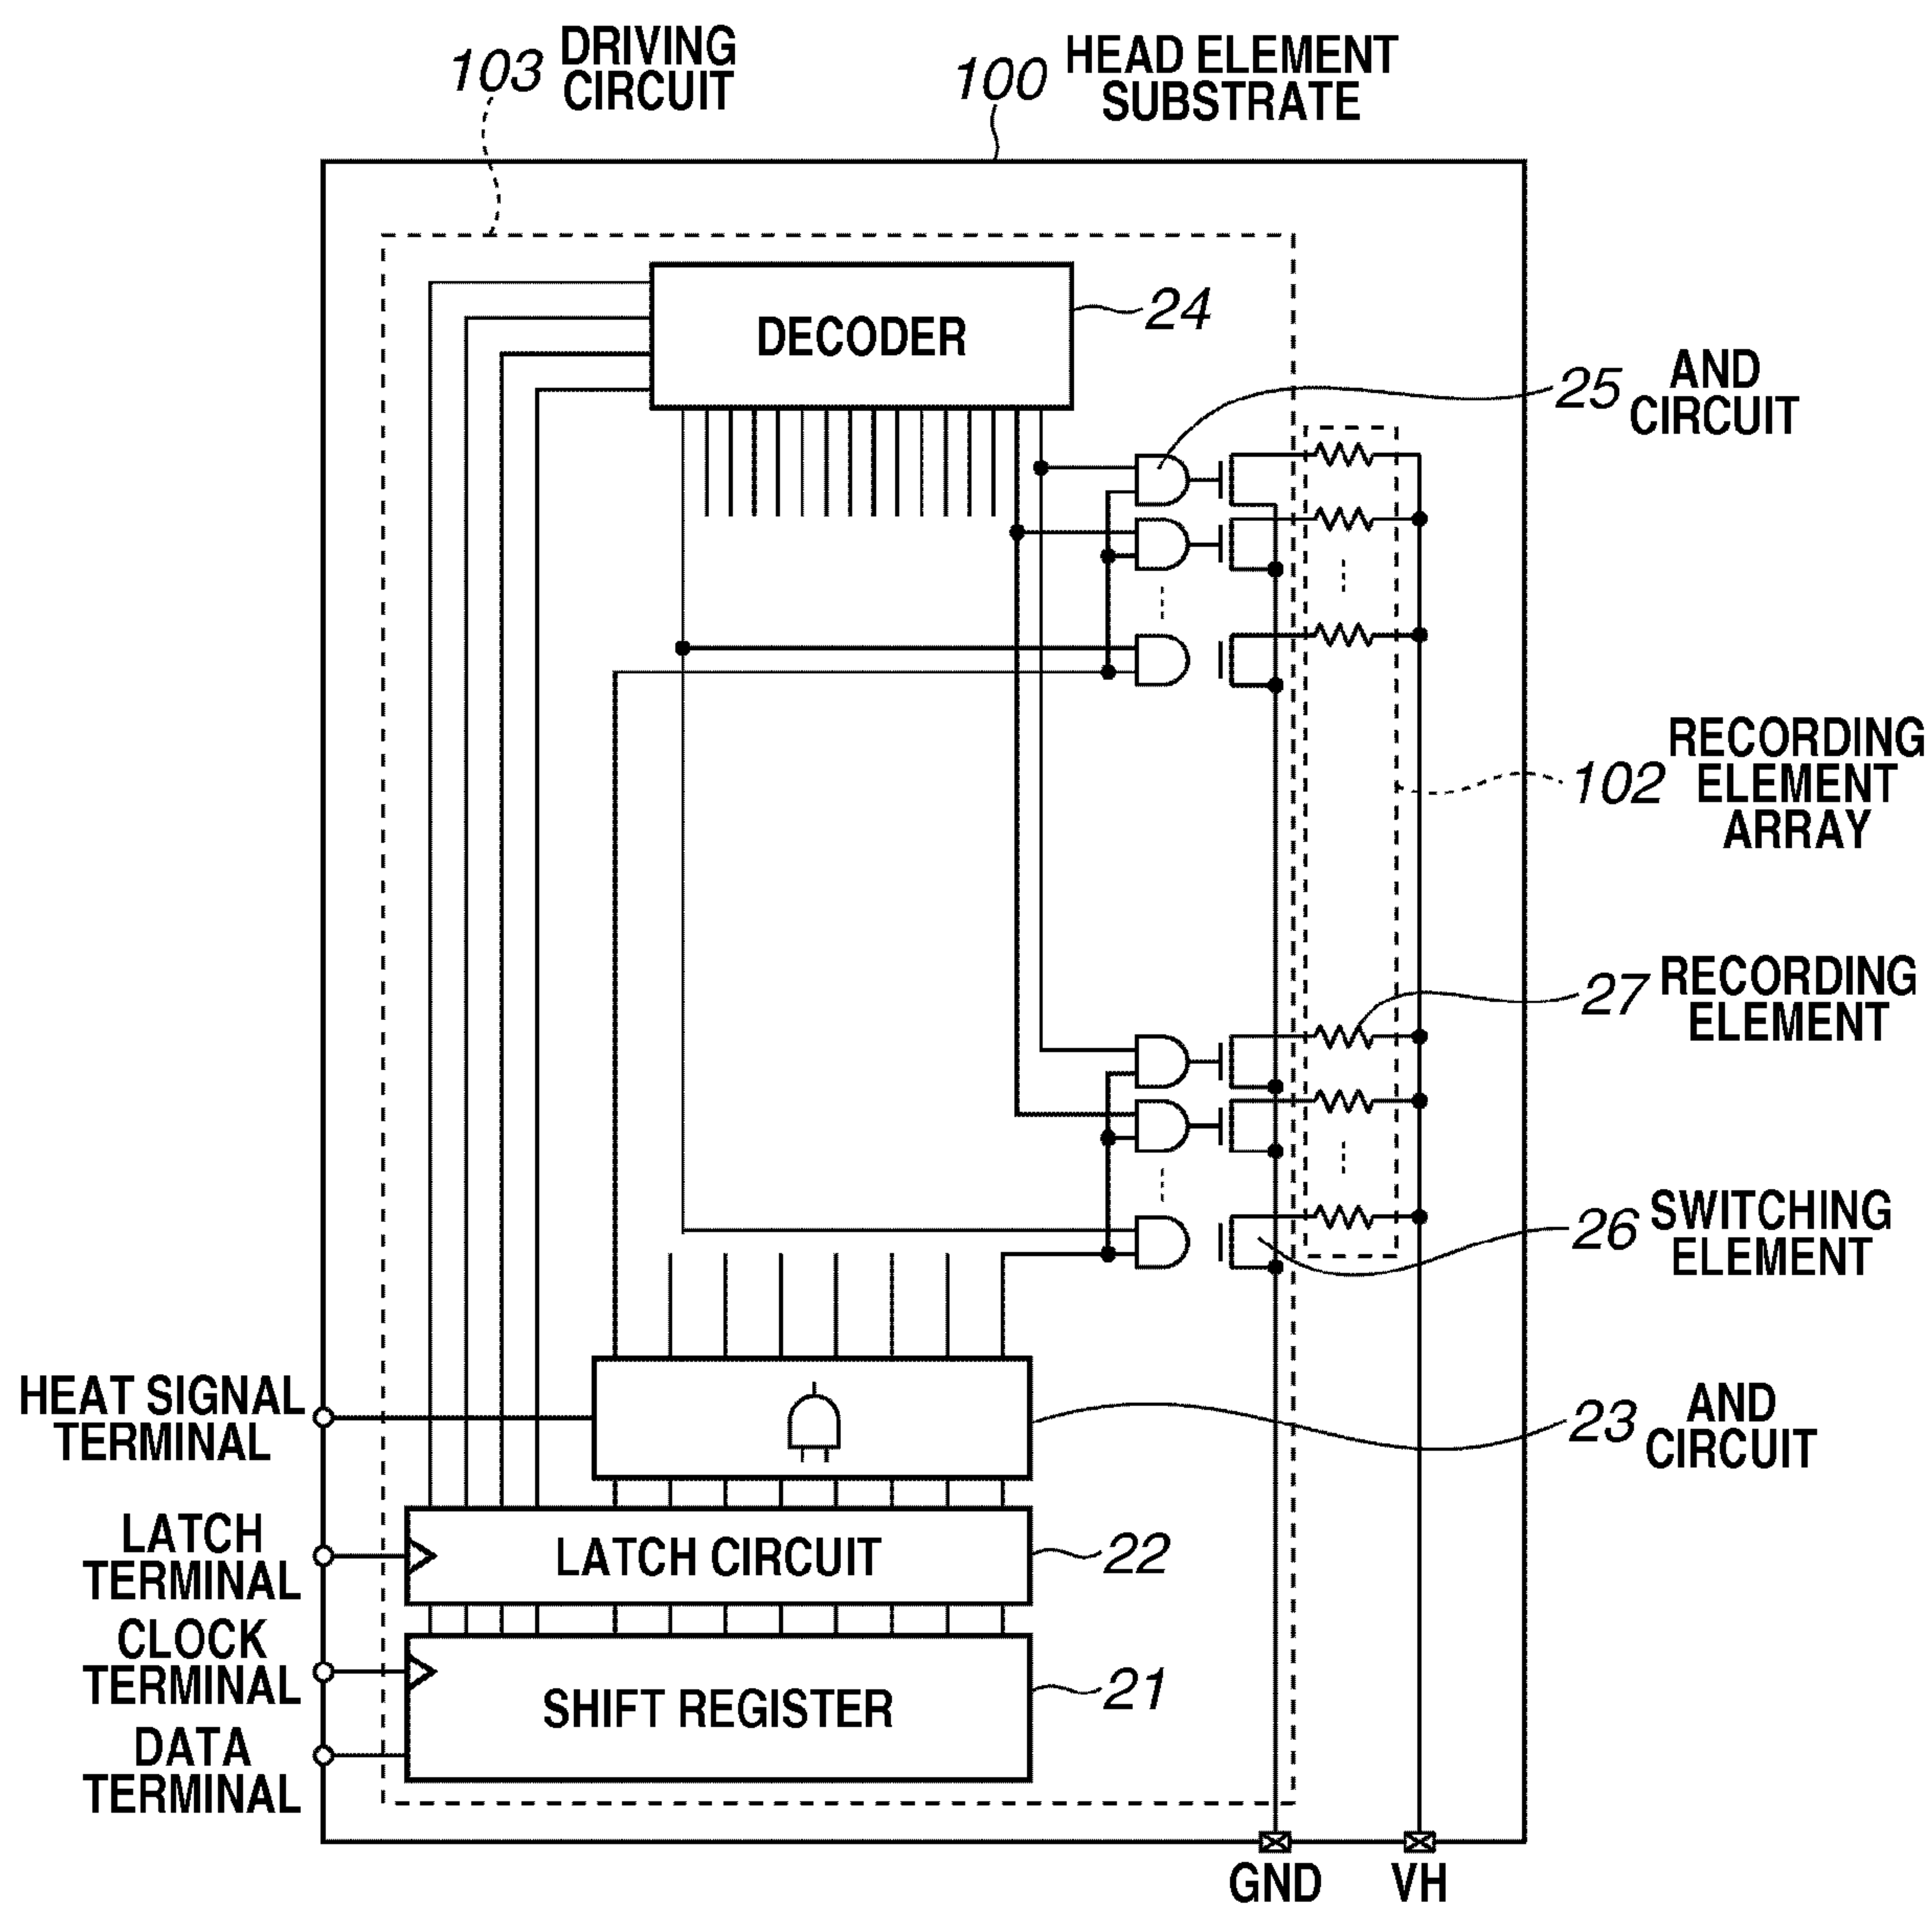 103 DRIVING
CIRCUIT
100 HEAD ELEMENT
SUBSTRATE
DECODER
24
25 AND
CIRCUIT
102 RECORDING
ELEMENT
ARRAY
27 RECORDING
ELEMENT
26 SWITCHING
ELEMENT
HEAT SIGNAL
TERMINAL
23 AND
CIRCUIT
LATCH
TERMINAL
LATCH CIRCUIT
22
CLOCK
TERMINAL
SHIFT REGISTER
21
DATA
TERMINAL
GND
VH